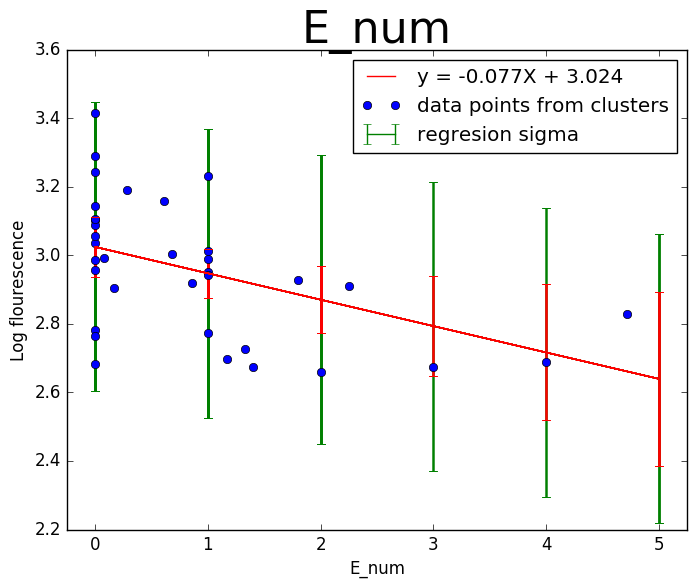 E_num
y = -0.077X + 3.024
data points from clusters
regresion sigma
Log flourescence
3.6
3.4
3.2
3.0
2.8
2.6
2.4
2.2
0 1 2 3 4 5
E_num